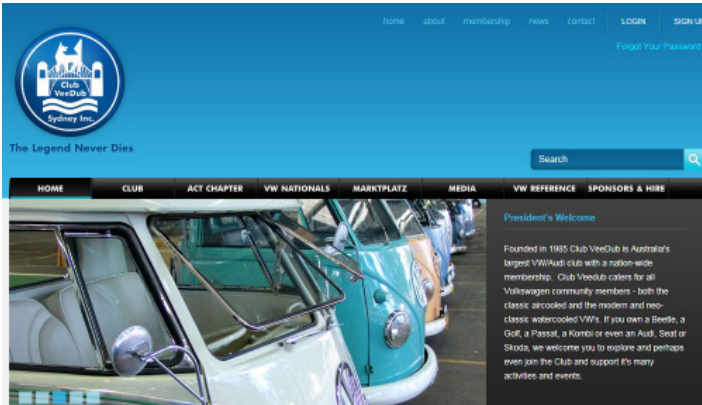 home about membership news contact LOGIN SIGN U
Forgot Your Password
Club
VeeDub
Sydney Inc.
The Legend Never Dies
Search
HOME CLUB ACT CHAPTER VW NATIONALS MARKTPLATZ MEDIA VW REFERENCE SPONSORS & HIRE
President's Welcome
Founded in 1985 Club VeeDub is Australia's
largest VW/Audi club with a nation-wide
membership. Club Veedub caters for all
Volkswagen community members - both the
classic aircooled and the modern and neo-
classic watercooled VW's. If you own a Beetle, a
Golf, a Passat, a Kombi or even an Audi, Seat or
Skoda, we welcome you to explore and perhaps
even join the Club and support it's many
activities and events.